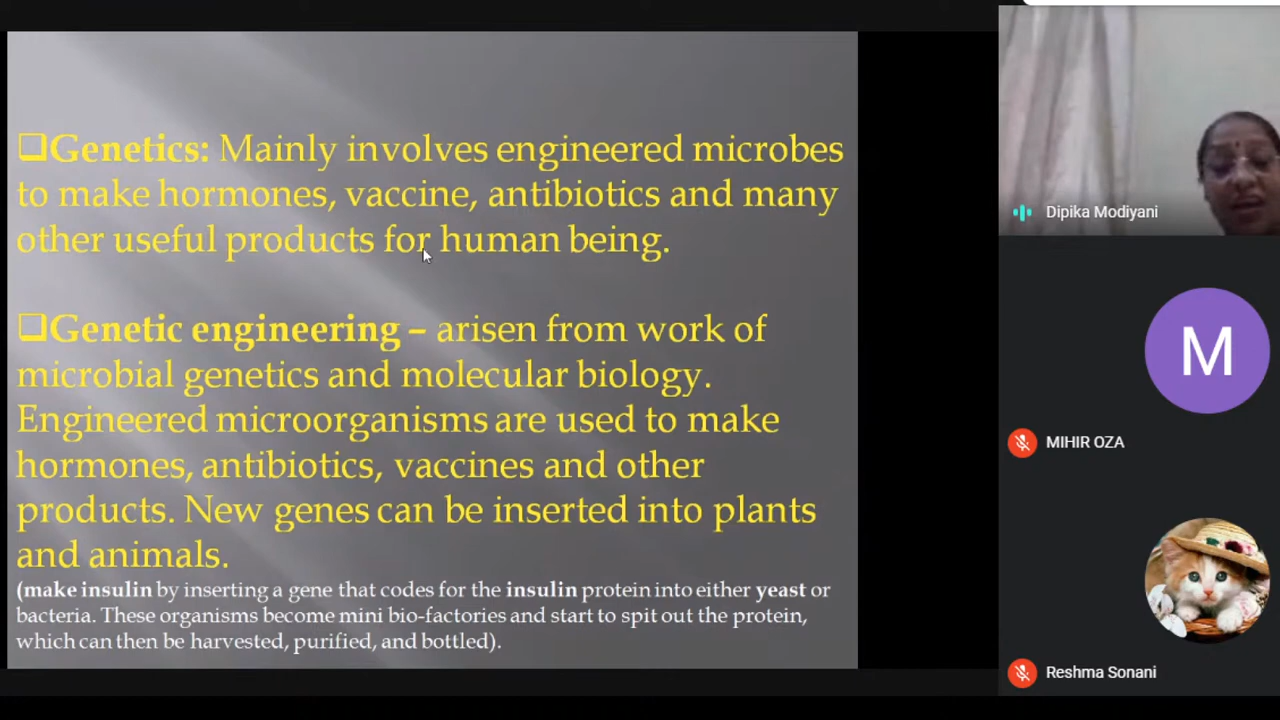 ❑Genetics: Mainly involves engineered microbes
to make hormones, vaccine, antibiotics and many
other useful products for human being.
❑Genetic engineering – arisen from work of
microbial genetics and molecular biology.
Engineered microorganisms are used to make
hormones, antibiotics, vaccines and other
products. New genes can be inserted into plants
and animals.
(make insulin by inserting a gene that codes for the insulin protein into either yeast or
bacteria. These organisms become mini bio-factories and start to spit out the protein,
which can then be harvested, purified, and bottled).
Dipika Modiyani
M
MIHIR OZA
Reshma Sonani